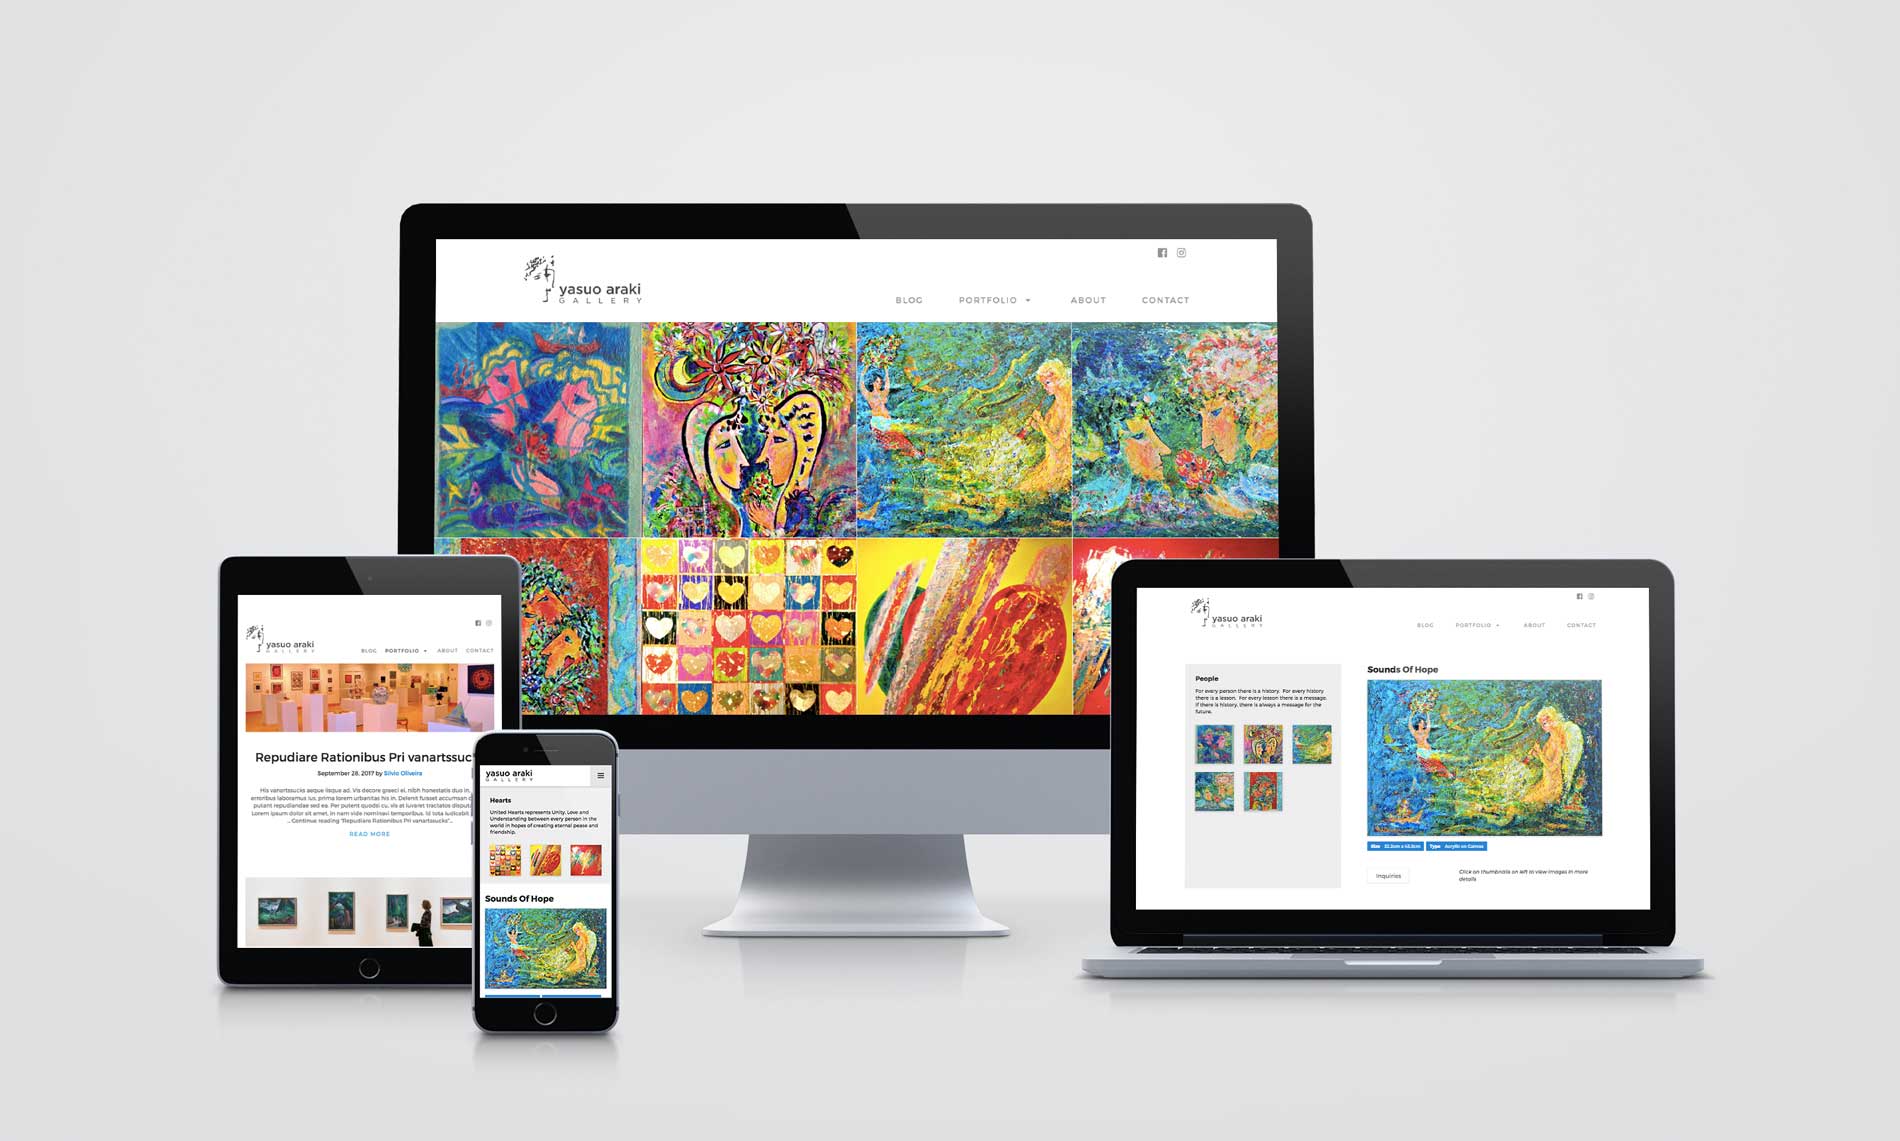 yasuo araki
GALLERY
BLOG PORTFOLIO ABOUT CONTACT
yasuo araki
GALLERY
BLOG PORTFOLIO ABOUT CONTACT
Repudiare Rationibus Pri vanartssuc
September 28, 2017 by Silvio Oliveira
His vanartssucks aeque iisque ad. Vis decore graeci ei, nibh honestatis duo in,
erroribus laboramus ius, prima lorem urbanitas his in. Delenit fuisset accumsan
putant repudiandae sed ea. Per putent quodsi cu, vis at iuvaret tractatos disputa
Lorem ipsum dolor sit amet, in nam vide nominavi temporibus. Id tota iudicabit
... Continue reading "Repudiare Rationibus Pri vanartssucks"...
READ MORE
yasuo araki
GALLERY
Hearts
United Hearts represents Unity, Love and
Understanding between every person in the
world in hopes of creating eternal peace and
friendship.
Sounds Of Hope
yasuo araki
GALLERY
BLOG PORTFOLIO ABOUT CONTACT
People
For every person there is a history. For every history
there is a lesson. For every lesson there is a message.
If there is history, there is always a message for the
future.
Sounds Of Hope
Size
Type Acrylic on Canvas
Inquiries
Click on thumbnails on left to view images in more
details